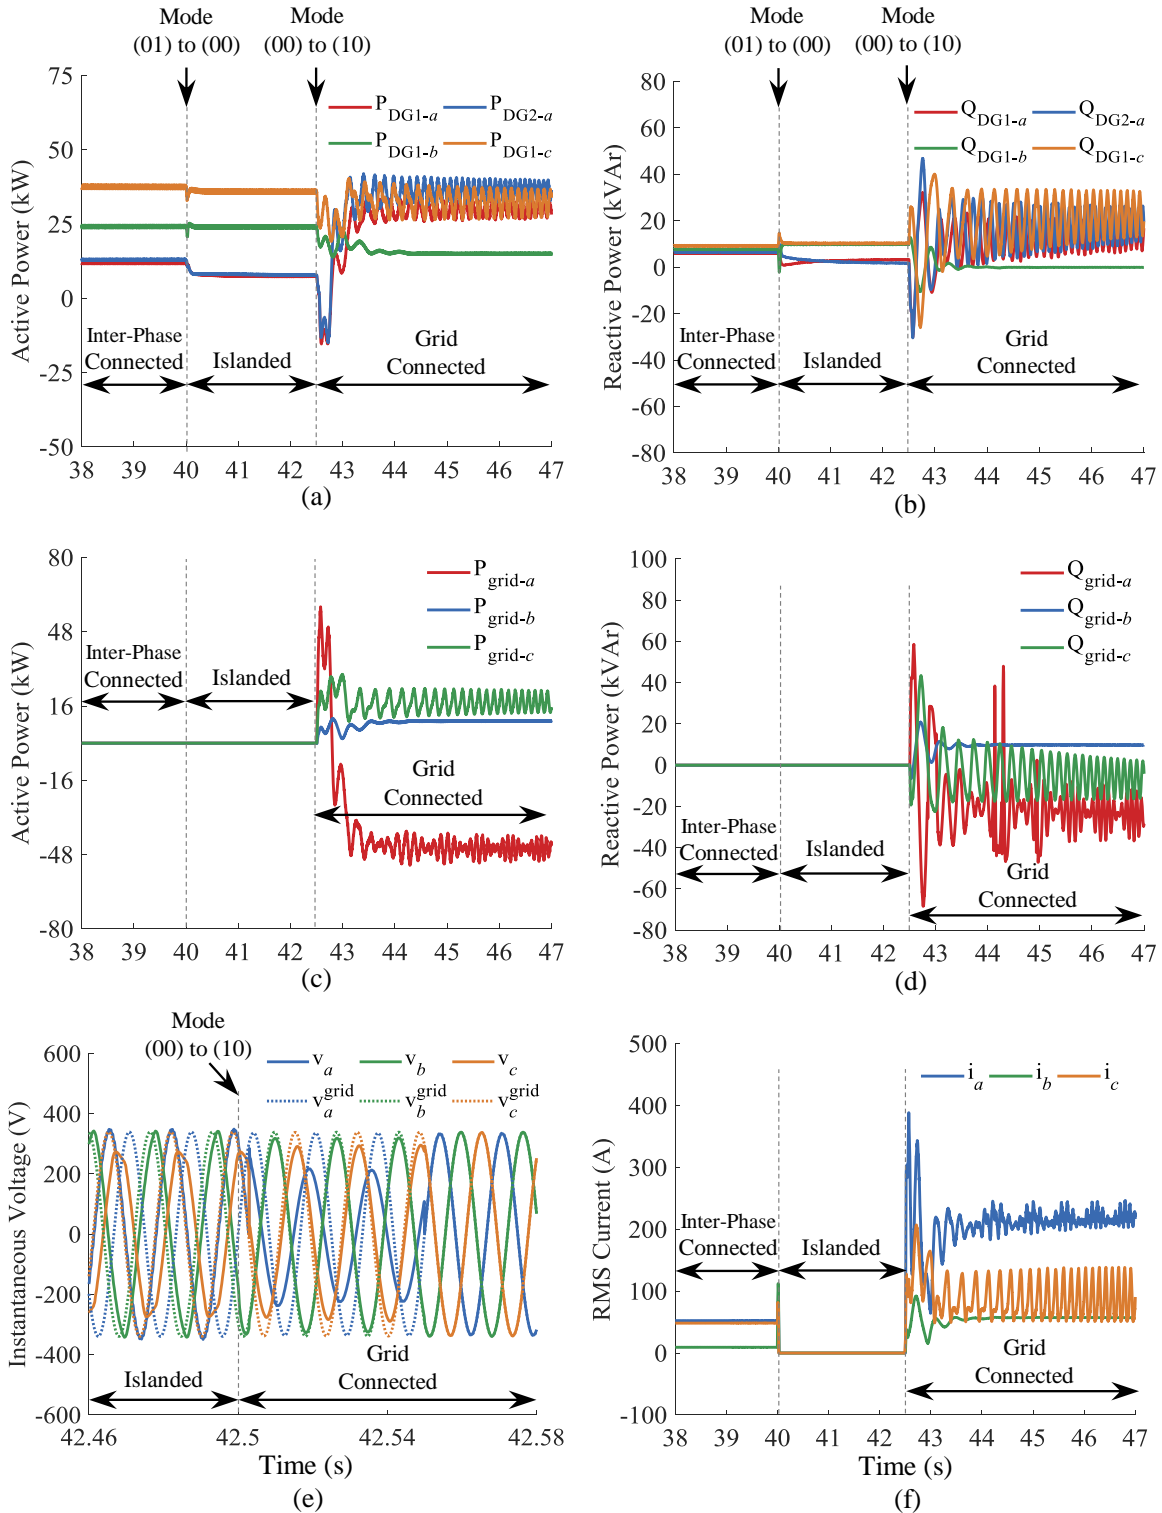 Mode
(01) to (00)
Mode
(00) to (10)
75
50
25
0
-25
-50
Active Power (kW)
P_DG1-a P_DG2-a
P_DG1-b P_DG1-c
Inter-Phase
Connected
Islanded
Grid
Connected
38 39 40 41 42 43 44 45 46 47
(a)
Mode
(01) to (00)
Mode
(00) to (10)
80
60
40
20
0
-20
-40
-60
-80
Reactive Power (kVAr)
Q_DG1-a Q_DG2-a
Q_DG1-b Q_DG1-c
Inter-Phase
Connected
Islanded
Grid
Connected
38 39 40 41 42 43 44 45 46 47
(b)
80
48
16
-16
-48
-80
Active Power (kW)
P_grid-a
P_grid-b
P_grid-c
Inter-Phase
Connected
Islanded
Grid
Connected
38 39 40 41 42 43 44 45 46 47
(c)
100
80
60
40
20
0
-20
-40
-60
-80
Reactive Power (kVAr)
Q_grid-a
Q_grid-b
Q_grid-c
Inter-Phase
Connected
Islanded
Grid
Connected
38 39 40 41 42 43 44 45 46 47
(d)
Mode
(00) to (10)
600
400
200
0
-200
-400
-600
Instantaneous Voltage (V)
v_a v_b v_c
v_a^grid v_b^grid v_c^grid
Islanded
Grid
Connected
42.46 42.5 42.54 42.58
Time (s)
(e)
500
400
300
200
100
0
-100
RMS Current (A)
i_a i_b i_c
Inter-Phase
Connected
Islanded
Grid
Connected
38 39 40 41 42 43 44 45 46 47
Time (s)
(f)